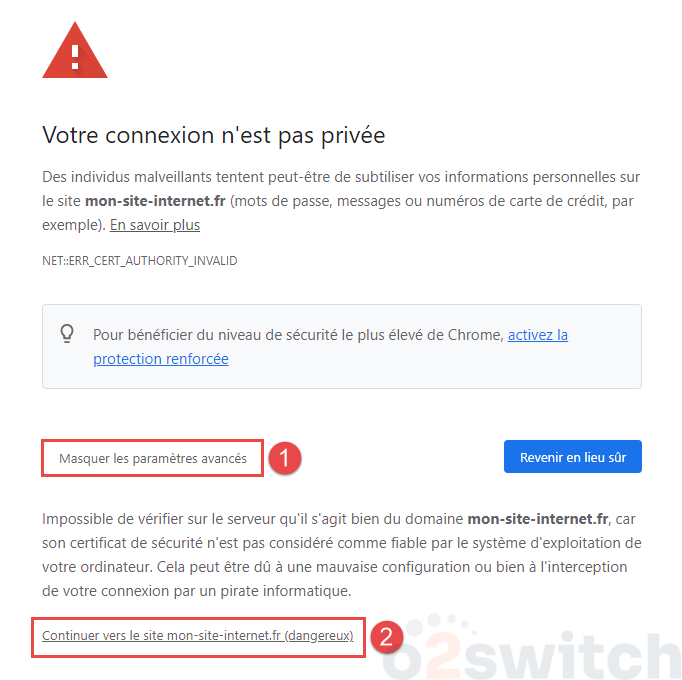 Votre connexion n'est pas privée
Des individus malveillants tentent peut-être de subtiliser vos informations personnelles sur
le site mon-site-internet.fr (mots de passe, messages ou numéros de carte de crédit, par
exemple). En savoir plus
NET::ERR_CERT_AUTHORITY_INVALID
Pour bénéficier du niveau de sécurité le plus élevé de Chrome, activez la
protection renforcée
Masquer les paramètres avancés
1
Revenir en lieu sûr
Impossible de vérifier sur le serveur qu'il s'agit bien du domaine mon-site-internet.fr, car
son certificat de sécurité n'est pas considéré comme fiable par le système d'exploitation de
votre ordinateur. Cela peut être dû à une mauvaise configuration ou bien à l'interception
de votre connexion par un pirate informatique.
Continuer vers le site mon-site-internet.fr (dangereux)
2
o2switch